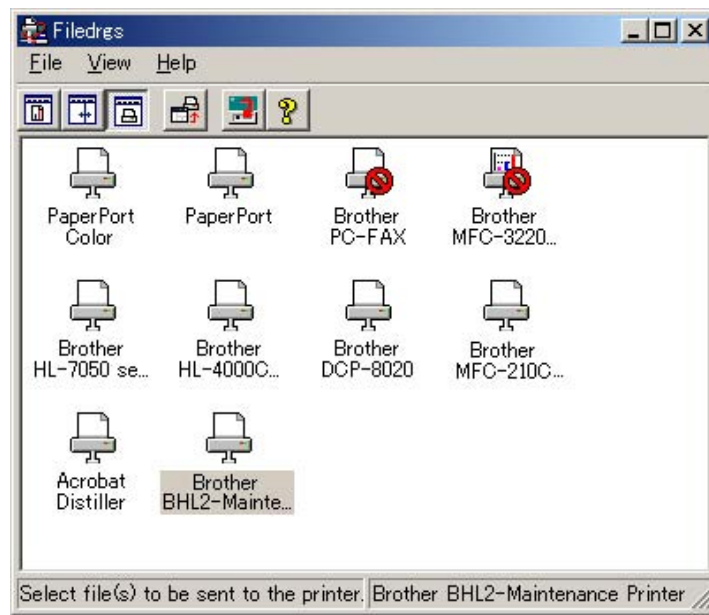 Filedrgs
File View Help
PaperPort
Color
PaperPort
Brother
PC-FAX
Brother
MFC-3220...
Brother
HL-7050 se...
Brother
HL-4000C...
Brother
DCP-8020
Brother
MFC-210C...
Acrobat
Distiller
Brother
BHL2-Mainte...
Select file(s) to be sent to the printer. Brother BHL2-Maintenance Printer